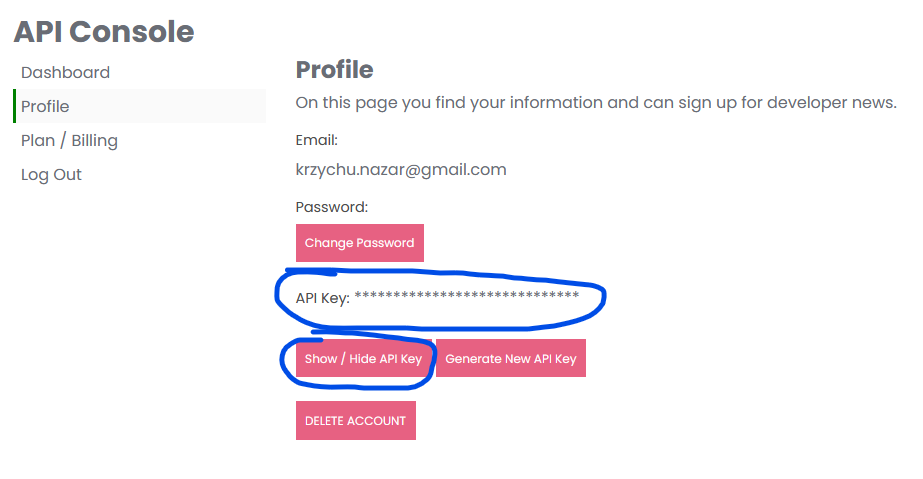 API Console
Dashboard
Profile
Plan / Billing
Log Out
Profile
On this page you find your information and can sign up for developer news.
Email:
krzychu.nazar@gmail.com
Password:
Change Password
API Key: *****************************
Show / Hide API Key
Generate New API Key
DELETE ACCOUNT